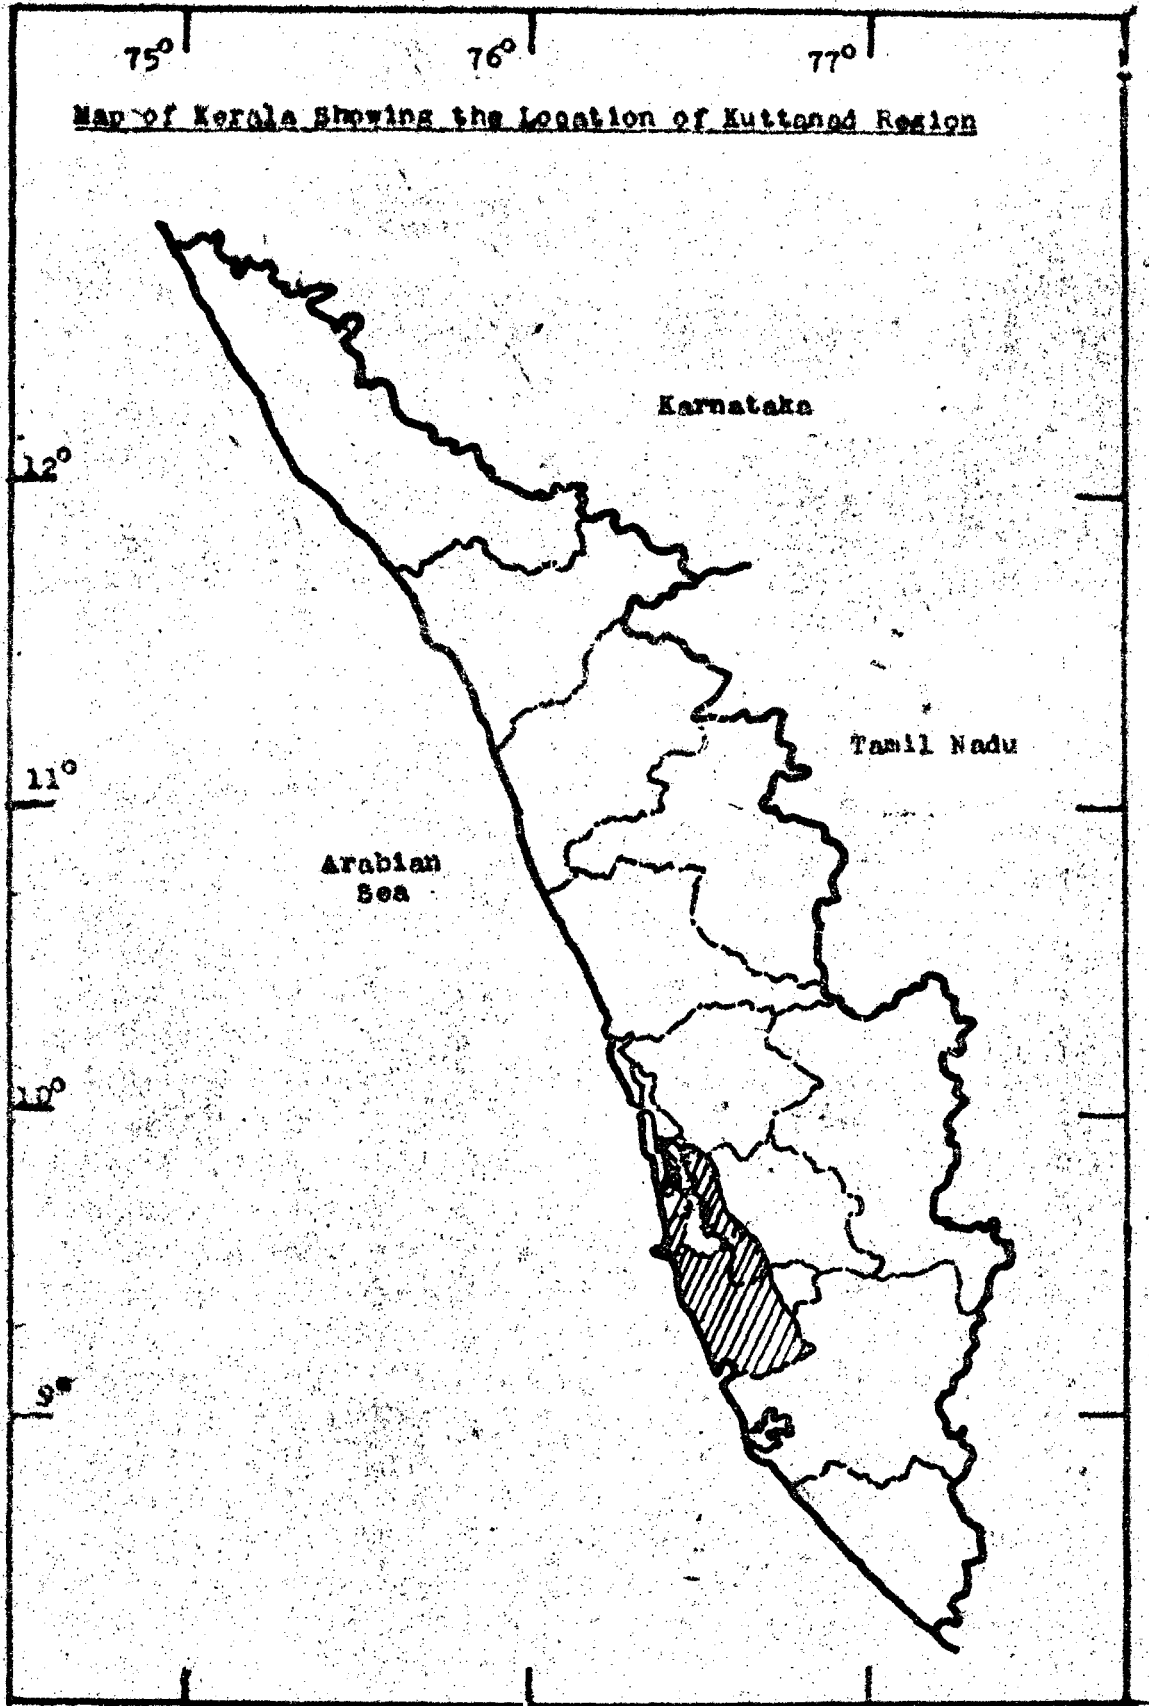 75° 76° 77°
Map of Kerala Showing the Location of Kuttanad Region
Karnataka
12°
Tamil Nadu
11°
Arabian
Sea
10°
9°